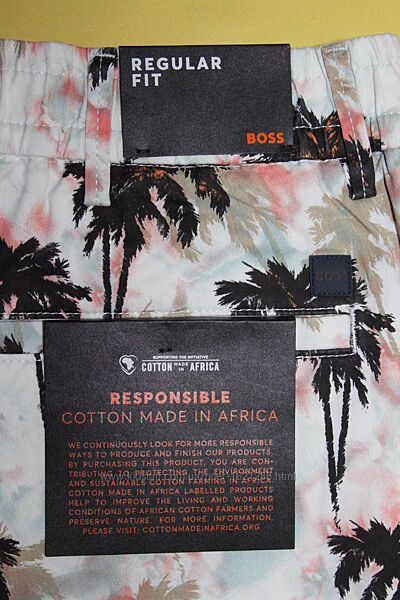 REGULAR
FIT
BOSS
BOSS
SUPPORTING THE INITIATIVE
COTTON MADE IN AFRICA
RESPONSIBLE
COTTON MADE IN AFRICA
WE CONTINUOUSLY LOOK FOR MORE RESPONSIBLE
WAYS TO PRODUCE AND FINISH OUR PRODUCTS.
BY PURCHASING THIS PRODUCT, YOU ARE CON-
TRIBUTING TO PROTECTING THE ENVIRONMENT
AND SUSTAINABLE COTTON FARMING IN AFRICA.
COTTON MADE IN AFRICA LABELLED PRODUCTS
HELP TO IMPROVE THE LIVING AND WORKING
CONDITIONS OF AFRICAN COTTON FARMERS AND
PRESERVE NATURE. FOR MORE INFORMATION,
PLEASE VISIT: COTTONMADEINAFRICA.ORG